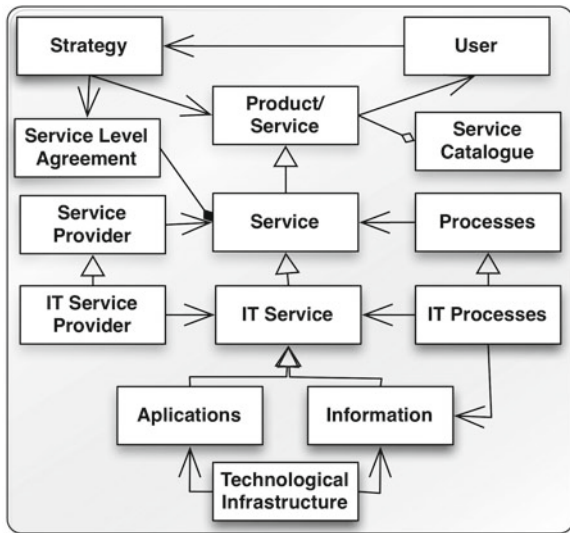 Strategy
User
Product/
Service
Service Level
Agreement
Service
Catalogue
Service
Provider
Service
Processes
IT Service
Provider
IT Service
IT Processes
Aplications
Information
Technological
Infrastructure